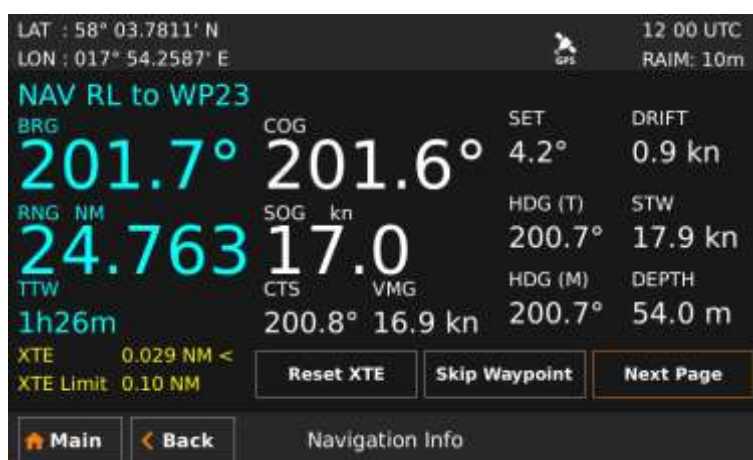 LAT : 58° 03.7811' N
LON : 017° 54.2587' E
GPS
12 00 UTC
RAIM: 10m
NAV RL to WP23
BRG
201.7°
COG
201.6°
SET
4.2°
DRIFT
0.9 kn
RNG NM
24.763
SOG kn
17.0
HDG (T)
200.7°
STW
17.9 kn
TTW
1h26m
CTS
200.8°
VMG
16.9 kn
HDG (M)
200.7°
DEPTH
54.0 m
XTE 0.029 NM <
XTE Limit 0.10 NM
Reset XTE
Skip Waypoint
Next Page
Main
< Back
Navigation Info